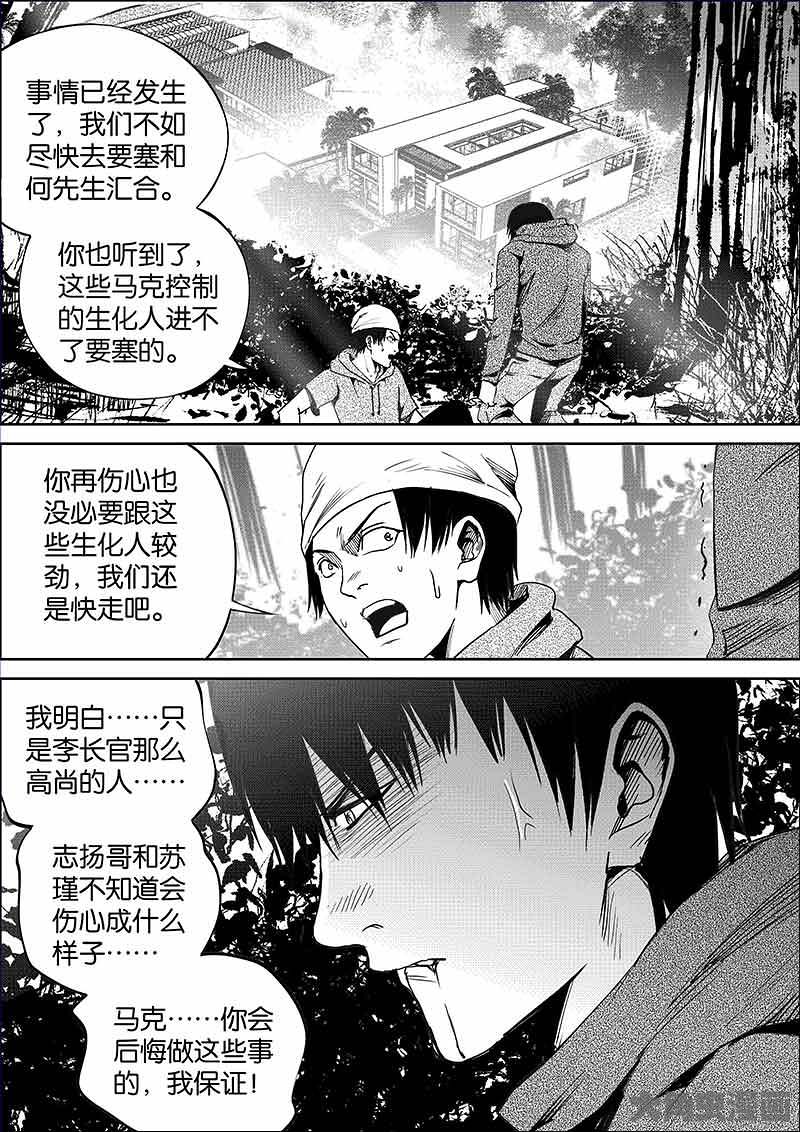 事情已经发生
了，我们不如
尽快去要塞和
何先生汇合。
你也听到了，
这些马克控制
的生化人进不
了要塞的。
你再伤心也
没必要跟这
些生化人较
劲，我们还
是快走吧。
我明白……只
是李长官那么
高尚的人……
志扬哥和苏
瑾不知道会
伤心成什么
样子……
马克……你会
后悔做这些事
的，我保证！